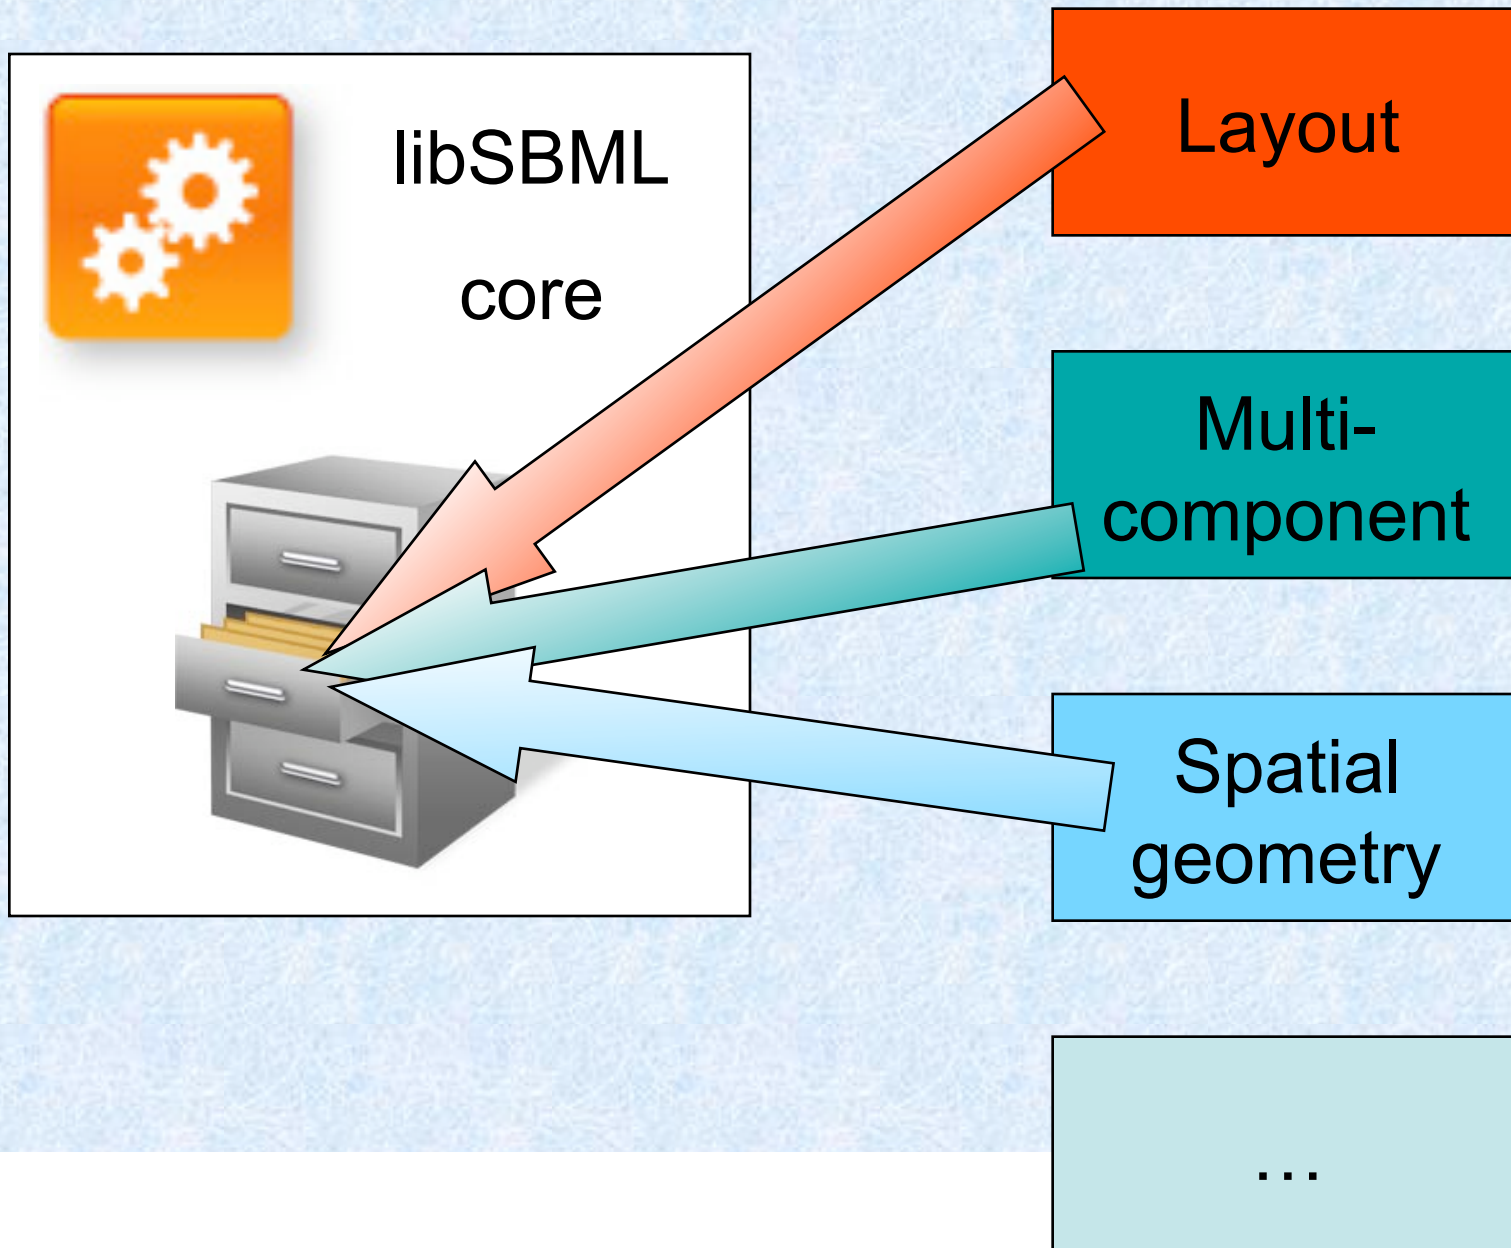 libSBML
core
Layout
Multi-
component
Spatial
geometry
…